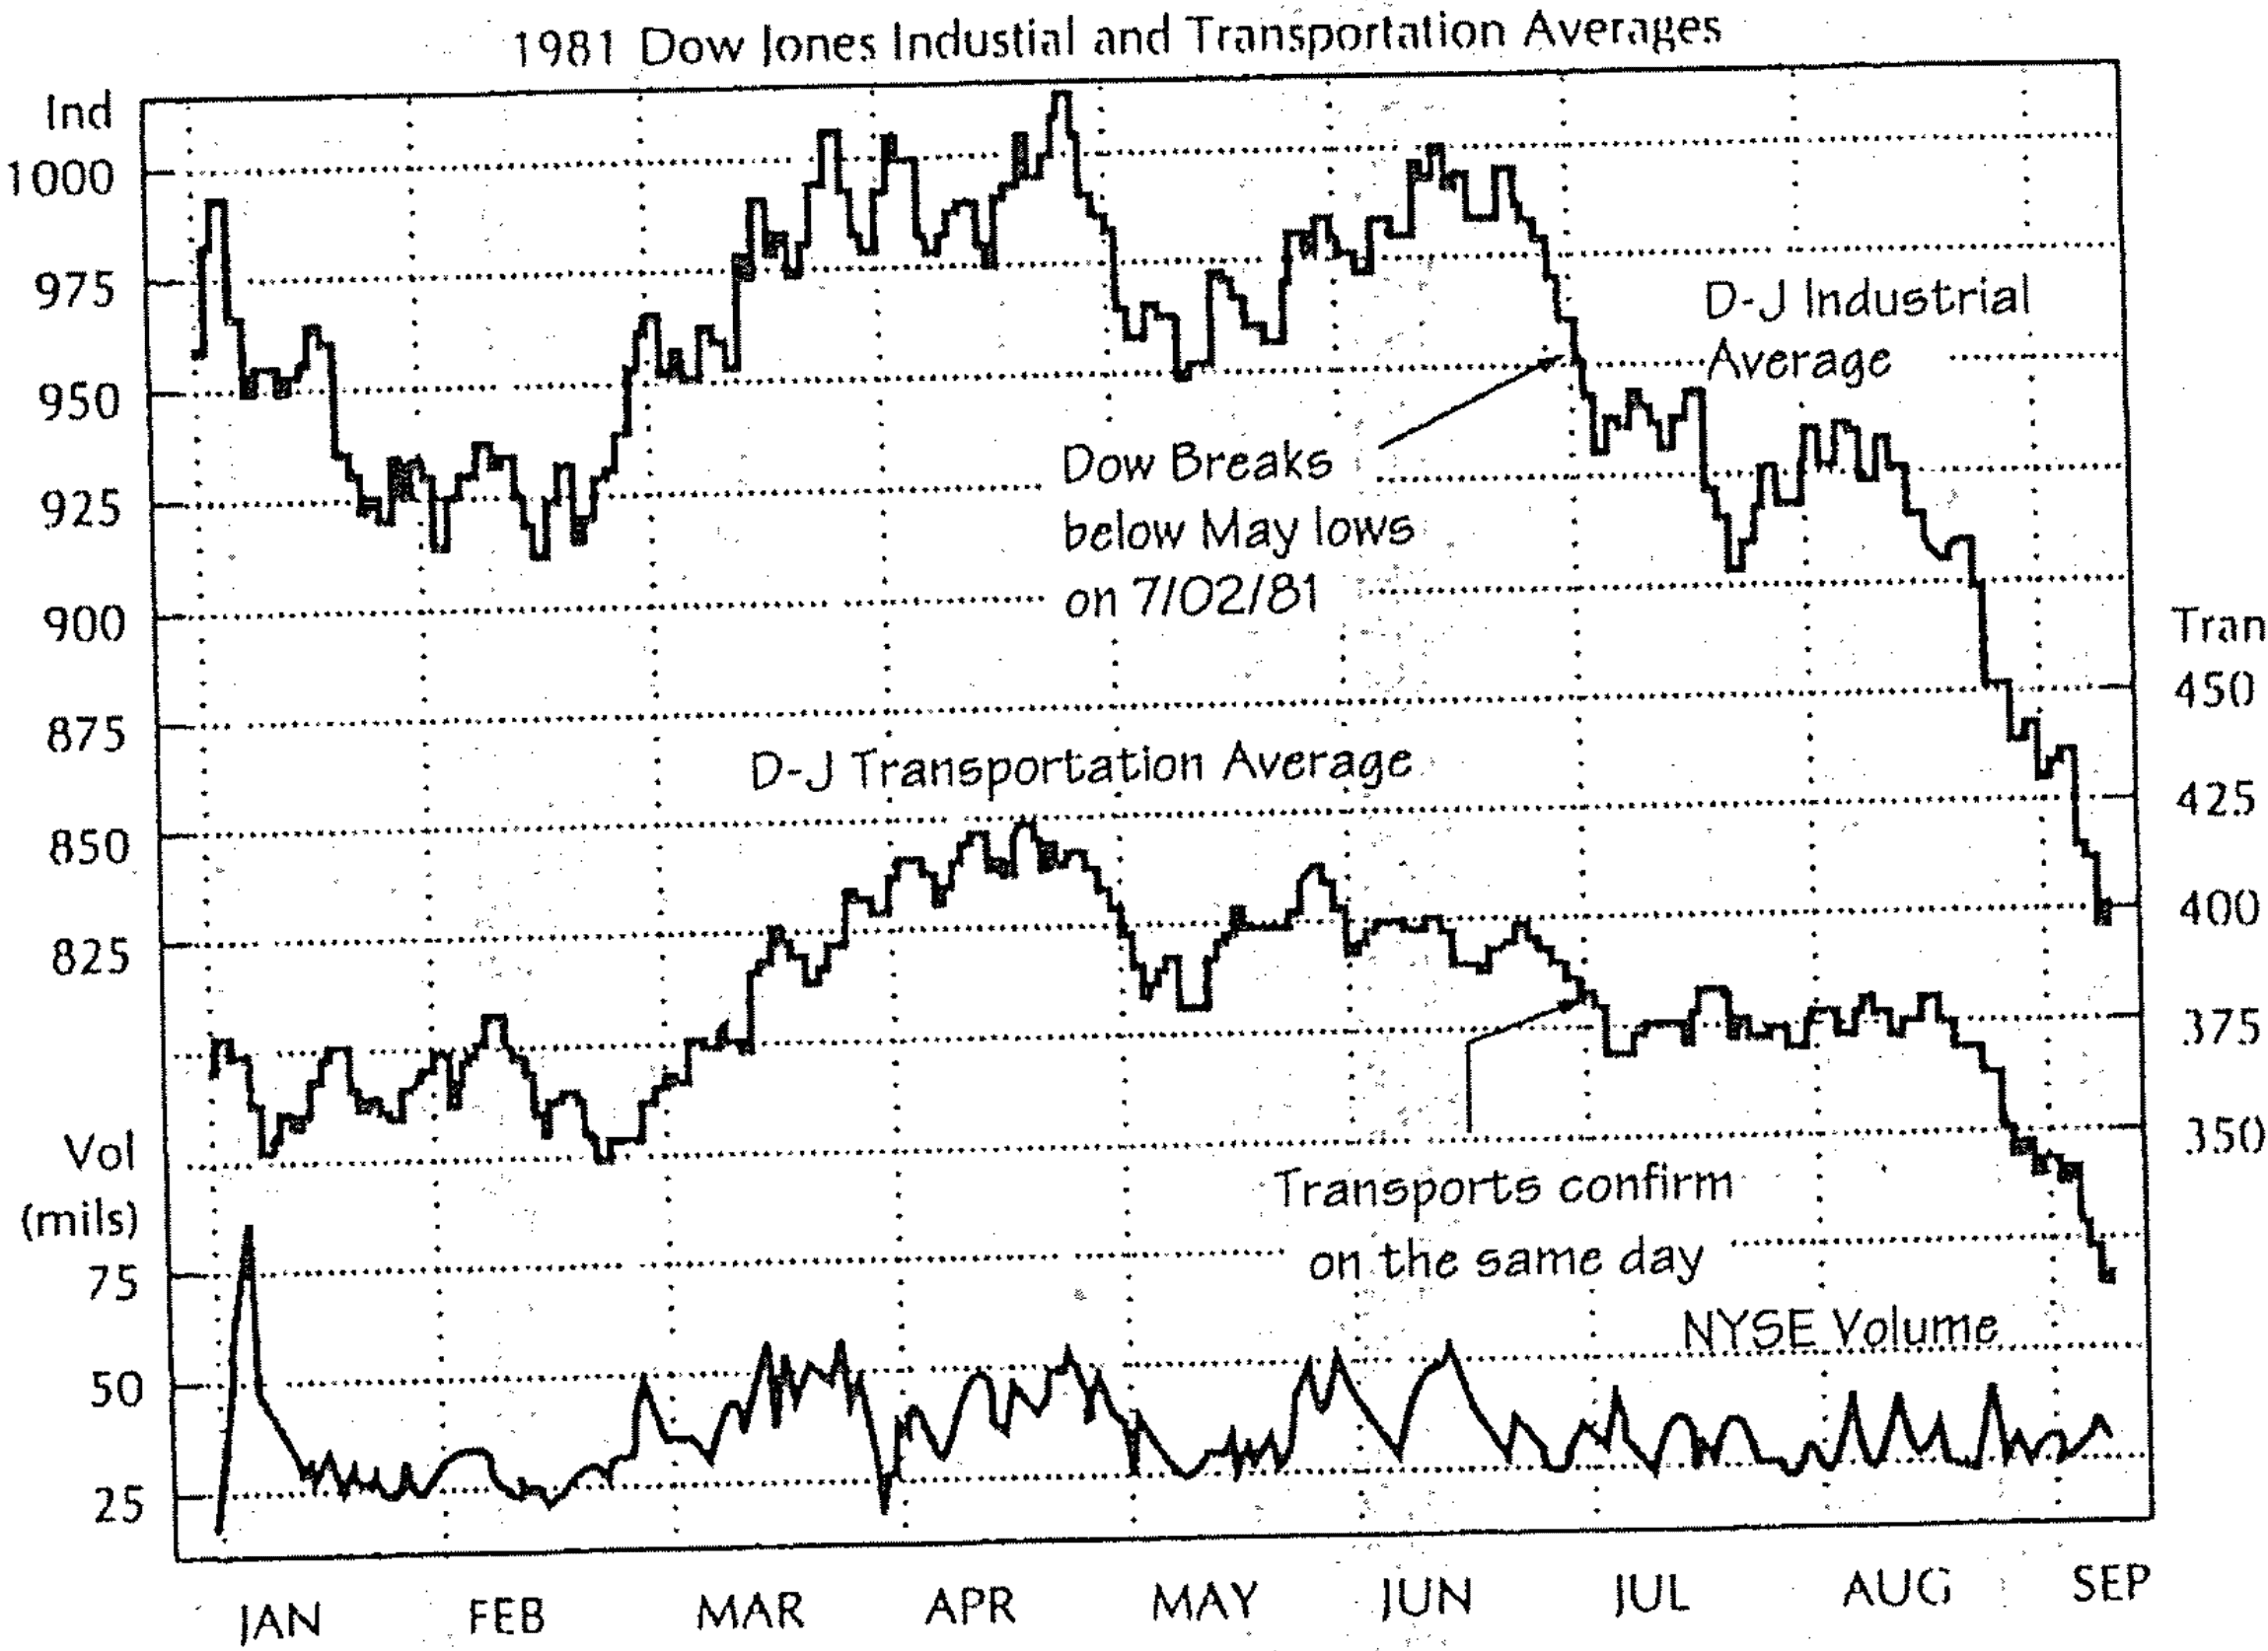 1981 Dow Jones Industial and Transportation Averages
Ind
1000
975
950
925
900
875
850
825
Vol
(mils)
75
50
25
D-J Industrial
Average
Dow Breaks
below May lows
on 7/02/81
Tran
450
425
400
375
350
D-J Transportation Average
Transports confirm
on the same day
NYSE Volume
JAN FEB MAR APR MAY JUN JUL AUG SEP